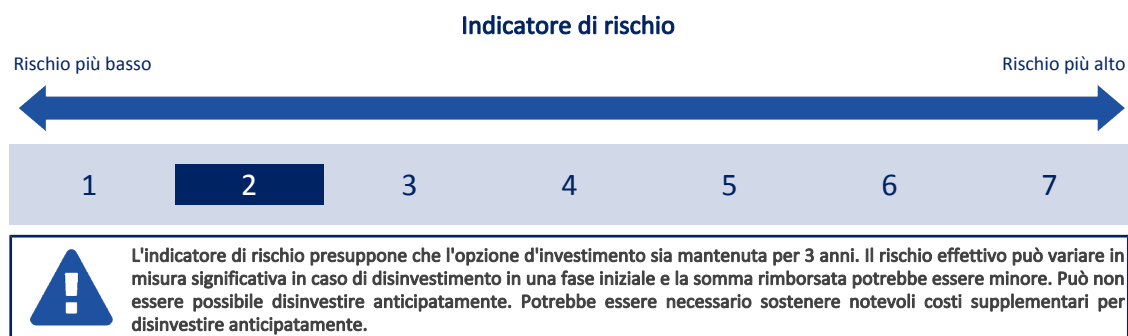 Indicatore di rischio
Rischio più basso
Rischio più alto
1 2 3 4 5 6 7
L'indicatore di rischio presuppone che l'opzione d'investimento sia mantenuta per 3 anni. Il rischio effettivo può variare in
misura significativa in caso di disinvestimento in una fase iniziale e la somma rimborsata potrebbe essere minore. Può non
essere possibile disinvestire anticipatamente. Potrebbe essere necessario sostenere notevoli costi supplementari per
disinvestire anticipatamente.